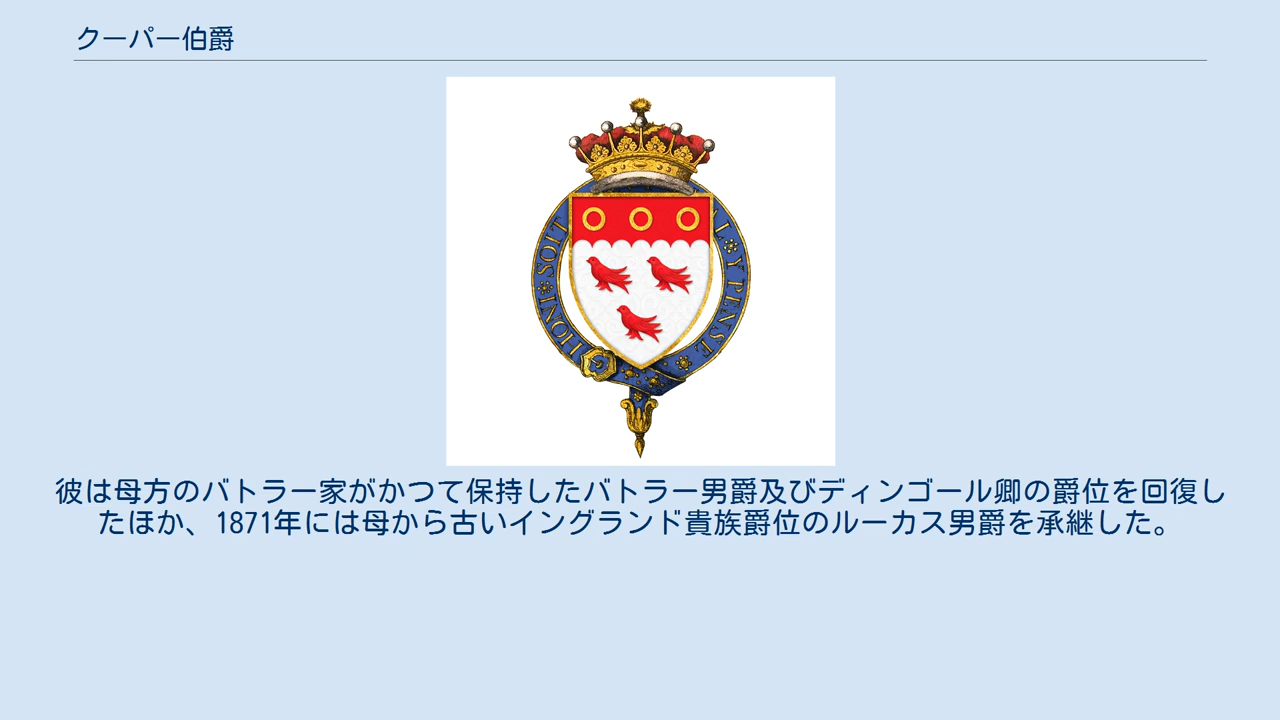 クーパー伯爵
HONI SOIT
L Y PENSE
彼は母方のバトラー家がかつて保持したバトラー男爵及びディンゴール卿の爵位を回復し
たほか、1871年には母から古いイングランド貴族爵位のルーカス男爵を承継した。